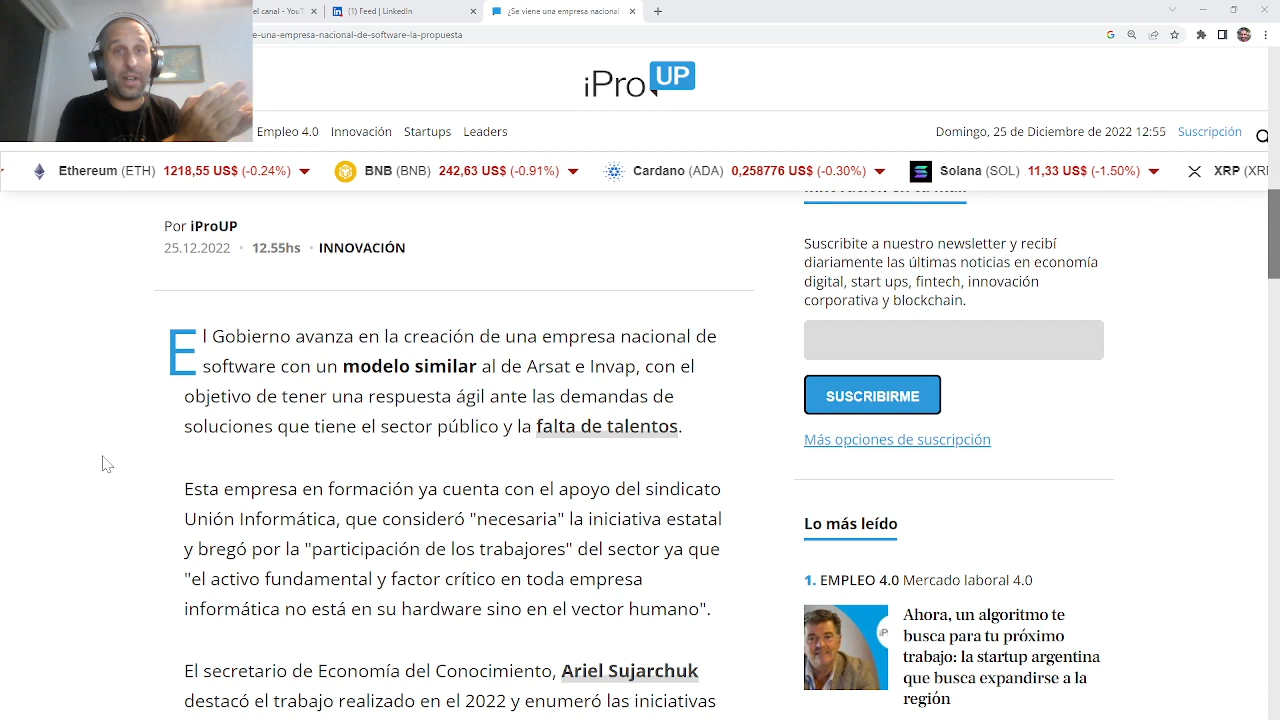 el canal - YouT
(1) Feed | LinkedIn
¿Se viene una empresa nacional
e-una-empresa-nacional-de-software-la-propuesta
iPro UP
Empleo 4.0 Innovación Startups Leaders
Domingo, 25 de Diciembre de 2022 12:55 Suscripción
Ethereum (ETH) 1218,55 US$ (-0.24%) BNB (BNB) 242,63 US$ (-0.91%) Cardano (ADA) 0,258776 US$ (-0.30%) Solana (SOL) 11,33 US$ (-1.50%) XRP (XRI
Por iProUP
25.12.2022 • 12.55hs • INNOVACIÓN
El Gobierno avanza en la creación de una empresa nacional de
software con un modelo similar al de Arsat e Invap, con el
objetivo de tener una respuesta ágil ante las demandas de
soluciones que tiene el sector público y la falta de talentos.
Esta empresa en formación ya cuenta con el apoyo del sindicato
Unión Informática, que consideró "necesaria" la iniciativa estatal
y bregó por la "participación de los trabajadores" del sector ya que
"el activo fundamental y factor crítico en toda empresa
informática no está en su hardware sino en el vector humano".
El secretario de Economía del Conocimiento, Ariel Sujarchuk
destacó el trabajo realizado en el 2022 y enumeró las iniciativas
Suscribite a nuestro newsletter y recibí
diariamente las últimas noticias en economía
digital, start ups, fintech, innovación
corporativa y blockchain.
SUSCRIBIRME
Más opciones de suscripción
Lo más leído
1. EMPLEO 4.0 Mercado laboral 4.0
Ahora, un algoritmo te
busca para tu próximo
trabajo: la startup argentina
que busca expandirse a la
región